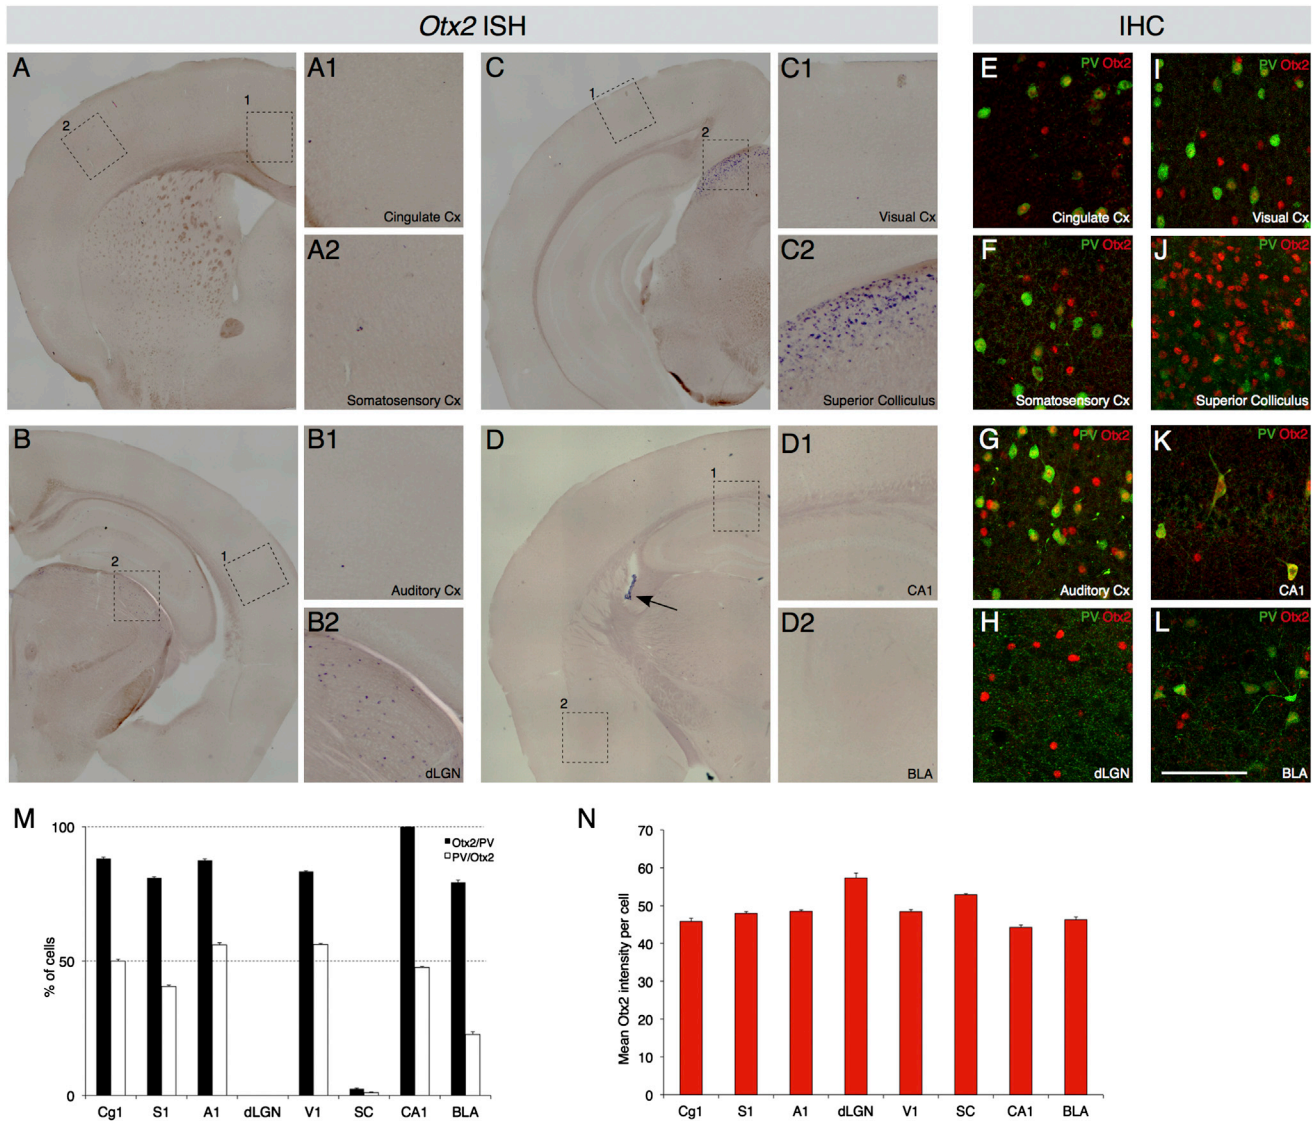 Otx2 ISH
IHC
A
1
2
A1
Cingulate Cx
A2
Somatosensory Cx
C
1
2
C1
Visual Cx
C2
Superior Colliculus
E
PV Otx2
Cingulate Cx
I
PV Otx2
Visual Cx
F
PV Otx2
Somatosensory Cx
J
PV Otx2
Superior Colliculus
B
1
2
B1
Auditory Cx
B2
dLGN
D
1
2
D1
CA1
D2
BLA
G
PV Otx2
Auditory Cx
K
PV Otx2
CA1
H
PV Otx2
dLGN
L
PV Otx2
BLA
M
100
50
0
% of cells
Otx2/PV
PV/Otx2
Cg1 S1 A1 dLGN V1 SC CA1 BLA
N
70
60
50
40
30
20
10
0
Mean Otx2 intensity per cell
Cg1 S1 A1 dLGN V1 SC CA1 BLA